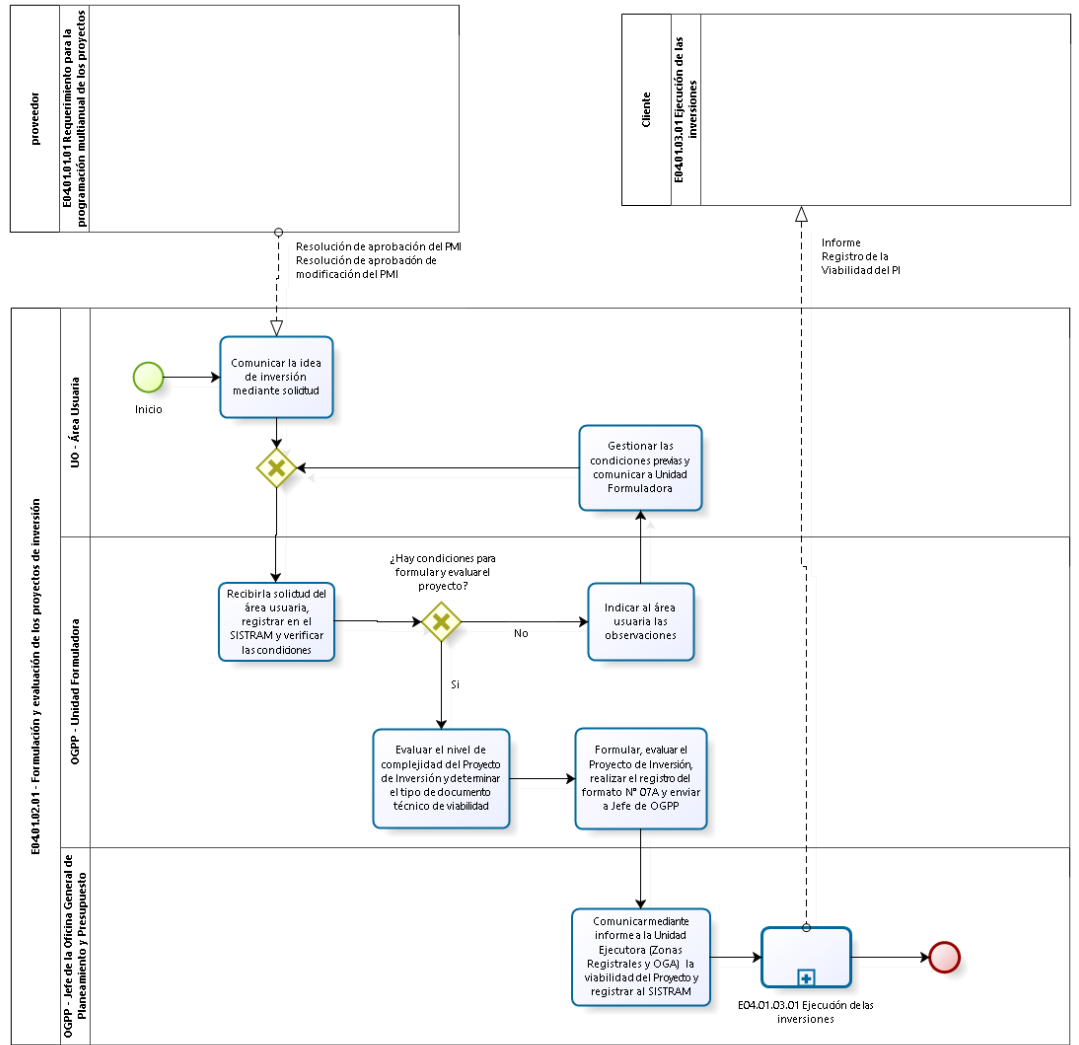 proveedor
E04.01.01.01 Requerimiento para la
programación multianual de los proyectos
Cliente
E04.01.03.01 Ejecución de las
inversiones
Resolución de aprobación del PMI
Resolución de aprobación de
modificación del PMI
Informe
Registro de la
Viabilidad del PI
E04.01.02.01 - Formulación y evaluación de los proyectos de inversión
UO - Área Usuaria
Inicio
Comunicar la idea
de inversión
mediante solicitud
Gestionar las
condiciones previas y
comunicar a Unidad
Formuladora
OGPP - Unidad Formuladora
Recibir la solicitud del
área usuaria,
registrar en el
SISTRAM y verificar
las condiciones
¿Hay condiciones para
formular y evaluar el
proyecto?
No
Indicar al área
usuaria las
observaciones
Si
Evaluar el nivel de
complejidad del Proyecto
de Inversión y determinar
el tipo de documento
técnico de viabilidad
Formular, evaluar el
Proyecto de Inversión,
realizar el registro del
formato N° 07A y enviar
a Jefe de OGPP
OGPP - Jefe de la Oficina General de
Planeamiento y Presupuesto
Comunicar mediante
informe a la Unidad
Ejecutora (Zonas
Registrales y OGA) la
viabilidad del Proyecto y
registrar al SISTRAM
E04.01.03.01 Ejecución de las
inversiones